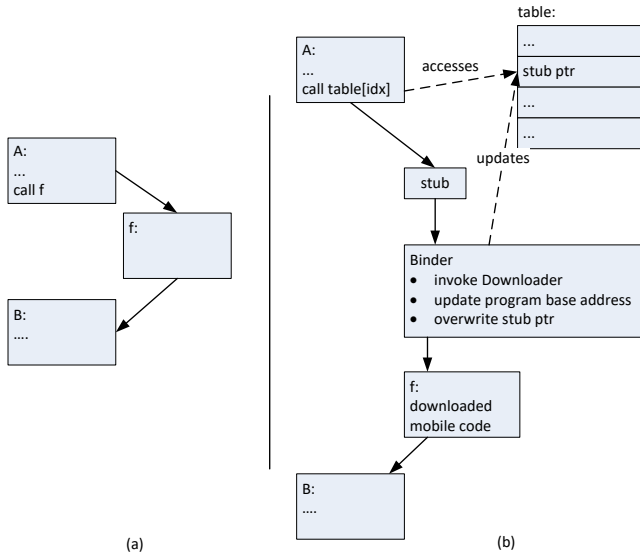 A:
...
call f
f:
B:
....
(a)
A:
...
call table[idx]
accesses
table:
...
stub ptr
...
...
updates
stub
Binder
• invoke Downloader
• update program base address
• overwrite stub ptr
f:
downloaded
mobile code
B:
....
(b)